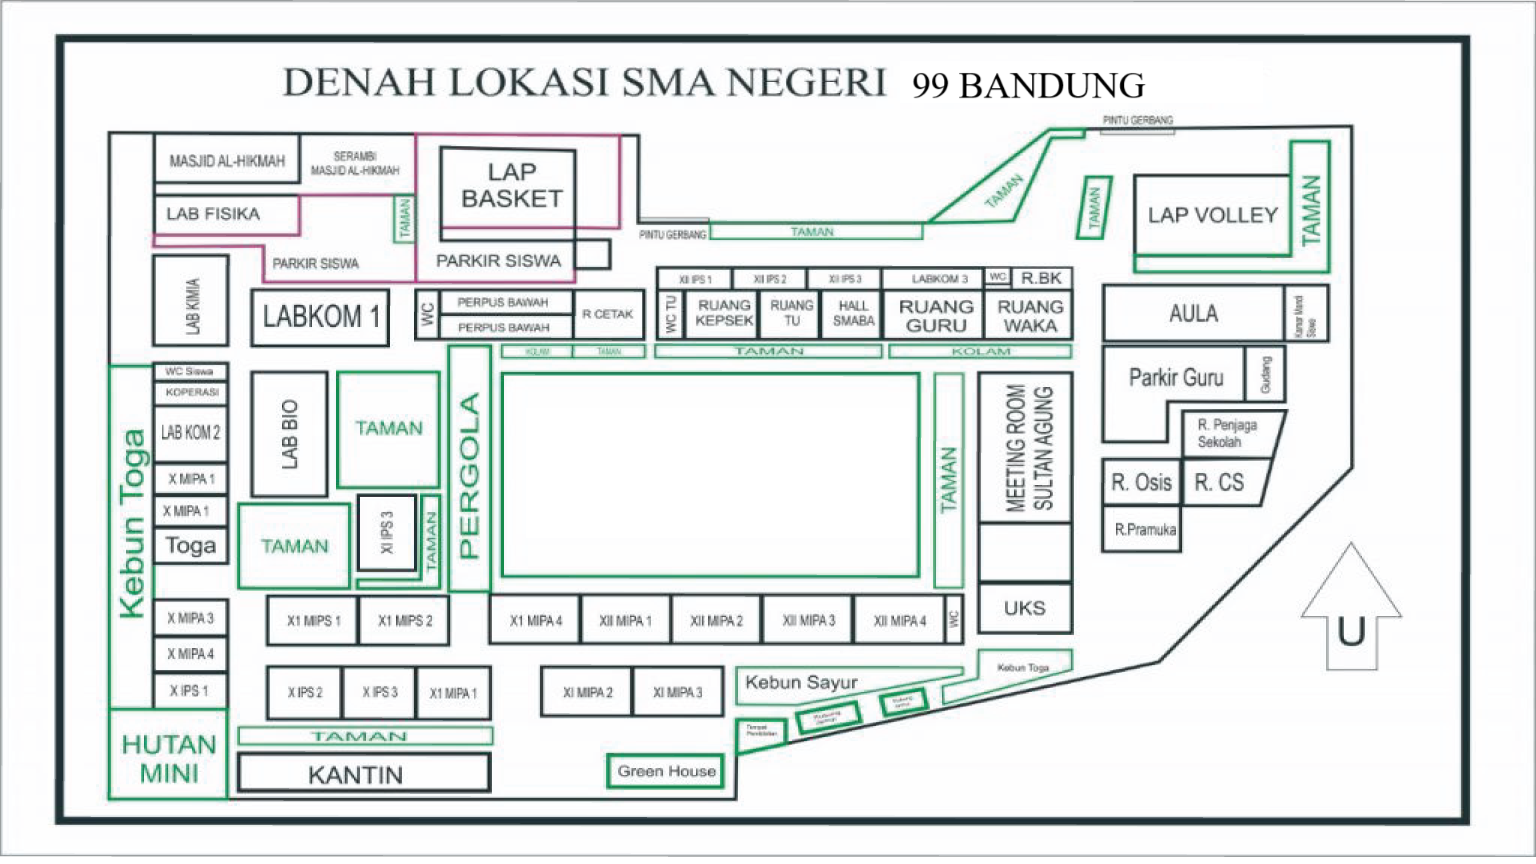 DENAH LOKASI SMA NEGERI 99 BANDUNG
PINTU GERBANG
MASJID AL-HIKMAH
SERAMBI
MASJID AL-HIKMAH
LAP
BASKET
LAB FISIKA
TAMAN
PARKIR SISWA
PARKIR SISWA
PINTU GERBANG
TAMAN
TAMAN
TAMAN
LAP VOLLEY
TAMAN
LAB KIMIA
LABKOM 1
WC
PERPUS BAWAH
PERPUS BAWAH
R CETAK
XII IPS 1
XII IPS 2
XII IPS 3
LABKOM 3
WC
R.BK
WC TU
RUANG
KEPSEK
RUANG
TU
HALL
SMABA
RUANG
GURU
RUANG
WAKA
AULA
Kamar Mandi
Siswa
KOLAM
TAMAN
TAMAN
KOLAM
Parkir Guru
Gudang
WC Siswa
KOPERASI
LAB KOM 2
X MIPA 1
X MIPA 1
Toga
Kebun Toga
LAB BIO
TAMAN
PERGOLA
TAMAN
XI IPS 3
TAMAN
TAMAN
MEETING ROOM
SULTAN AGUNG
R. Penjaga
Sekolah
R. Osis
R. CS
R.Pramuka
UKS
X MIPA 3
X MIPA 4
X IPS 1
X1 MIPS 1
X1 MIPS 2
X1 MIPA 4
XII MIPA 1
XII MIPA 2
XII MIPA 3
XII MIPA 4
WC
U
X IPS 2
X IPS 3
X1 MIPA 1
XI MIPA 2
XI MIPA 3
Kebun Sayur
Kebun Toga
HUTAN
MINI
TAMAN
KANTIN
Green House